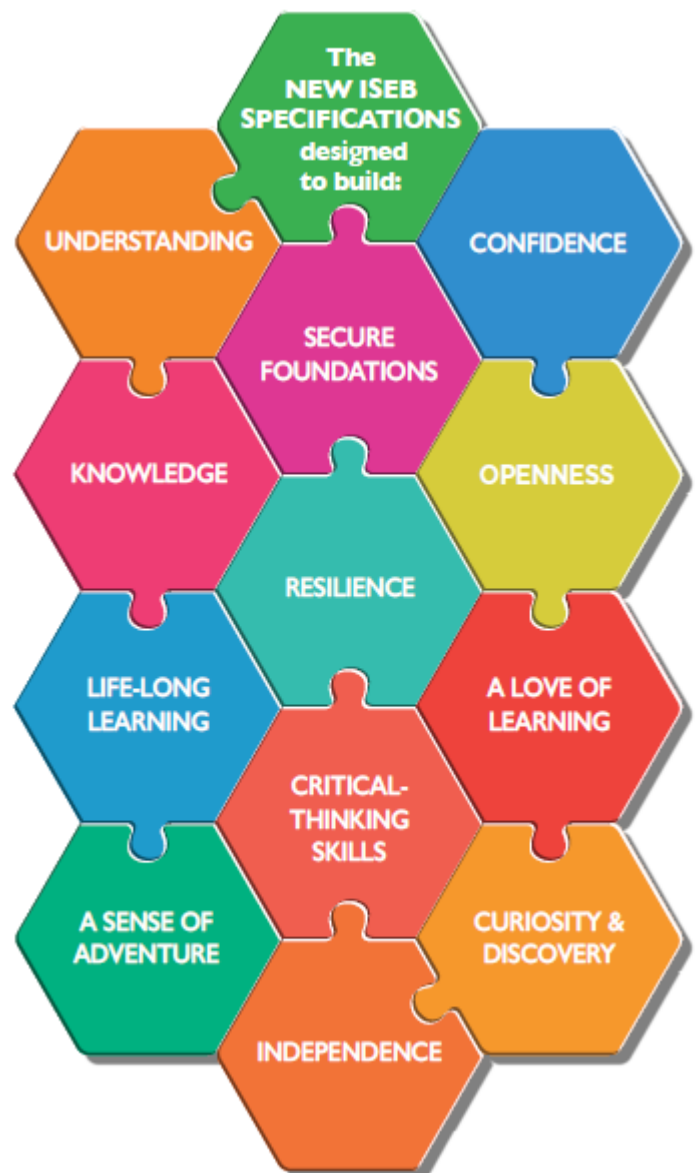 The
NEW ISEB
SPECIFICATIONS
designed
to build:
UNDERSTANDING
CONFIDENCE
SECURE
FOUNDATIONS
KNOWLEDGE
OPENNESS
RESILIENCE
LIFE-LONG
LEARNING
A LOVE OF
LEARNING
CRITICAL-
THINKING
SKILLS
A SENSE OF
ADVENTURE
CURIOSITY &
DISCOVERY
INDEPENDENCE